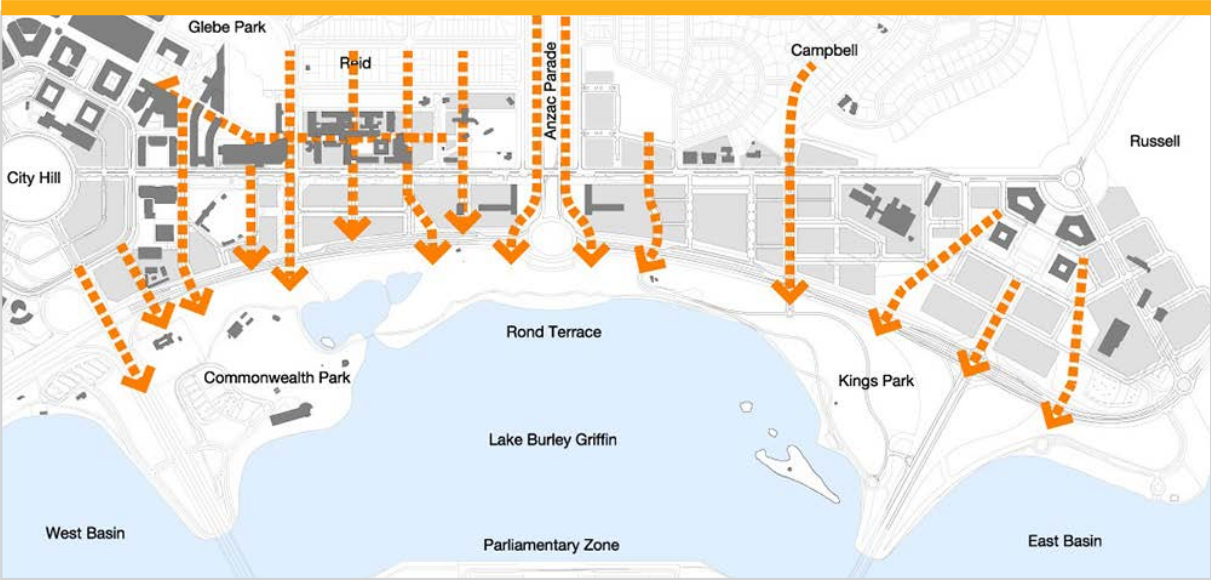 Glebe Park
Reid
Anzac Parade
Campbell
Russell
City Hill
Rond Terrace
Commonwealth Park
Kings Park
Lake Burley Griffin
West Basin
Parliamentary Zone
East Basin